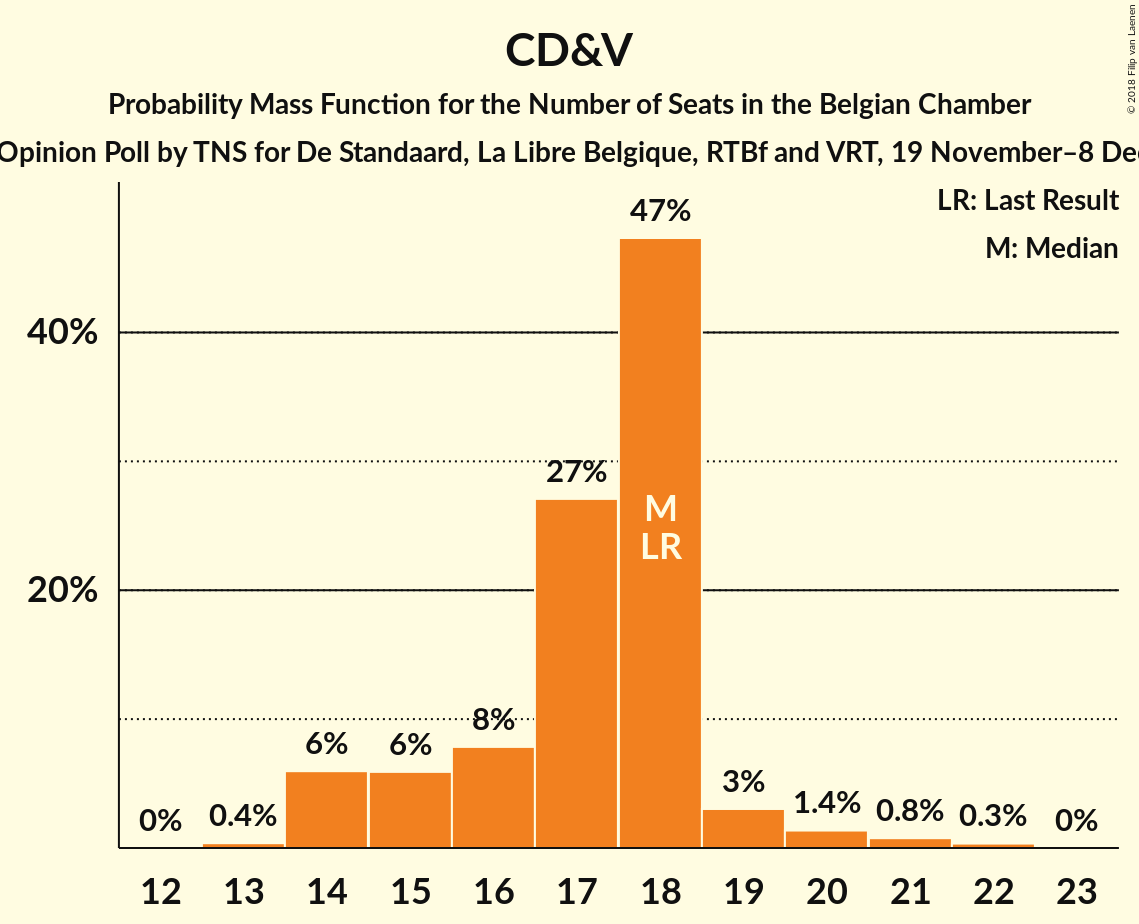 CD&V
Probability Mass Function for the Number of Seats in the Belgian Chamber
Opinion Poll by TNS for De Standaard, La Libre Belgique, RTBf and VRT, 19 November–8
LR: Last Result
M: Median
© 2018 Filip van Laenen
40%
20%
0%
0.4%
6%
6%
8%
27%
47%
M
LR
3%
1.4%
0.8%
0.3%
0%
12 13 14 15 16 17 18 19 20 21 22 23